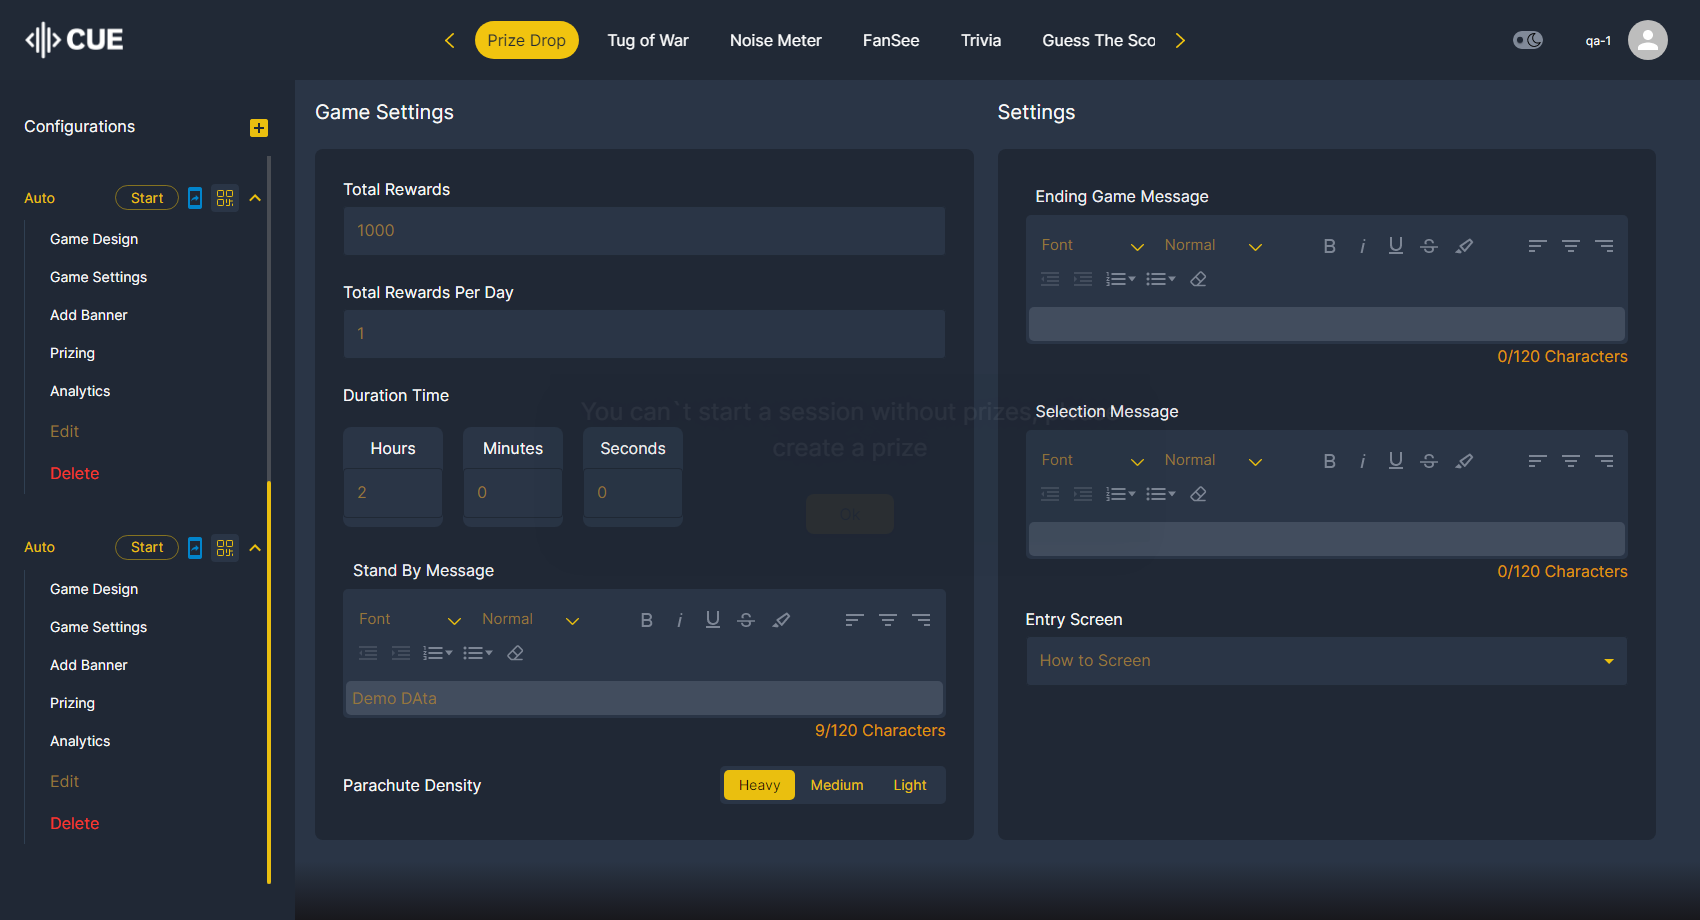 CUE
Prize Drop
Tug of War
Noise Meter
FanSee
Trivia
Guess The Sco
qa-1
Configurations
Auto
Start
Game Design
Game Settings
Add Banner
Prizing
Analytics
Edit
Delete
Auto
Start
Game Design
Game Settings
Add Banner
Prizing
Analytics
Edit
Delete
Game Settings
Total Rewards
1000
Total Rewards Per Day
1
Duration Time
Hours
Minutes
Seconds
2
0
0
Stand By Message
Font
Normal
Demo DAta
9/120 Characters
Parachute Density
Heavy
Medium
Light
You can`t start a session without prizes,
create a prize
Ok
Settings
Ending Game Message
Font
Normal
0/120 Characters
Selection Message
Font
Normal
0/120 Characters
Entry Screen
How to Screen